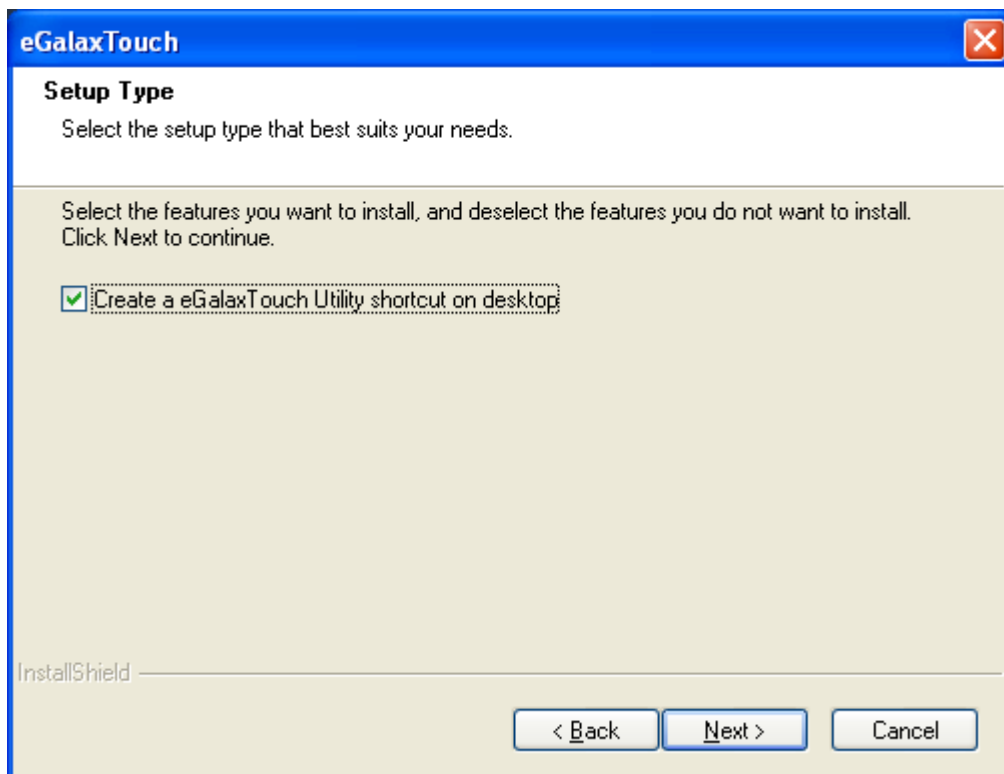 eGalaxTouch
Setup Type
Select the setup type that best suits your needs.
Select the features you want to install, and deselect the features you do not want to install.
Click Next to continue.
Create a eGalaxTouch Utility shortcut on desktop
InstallShield
< Back
Next >
Cancel